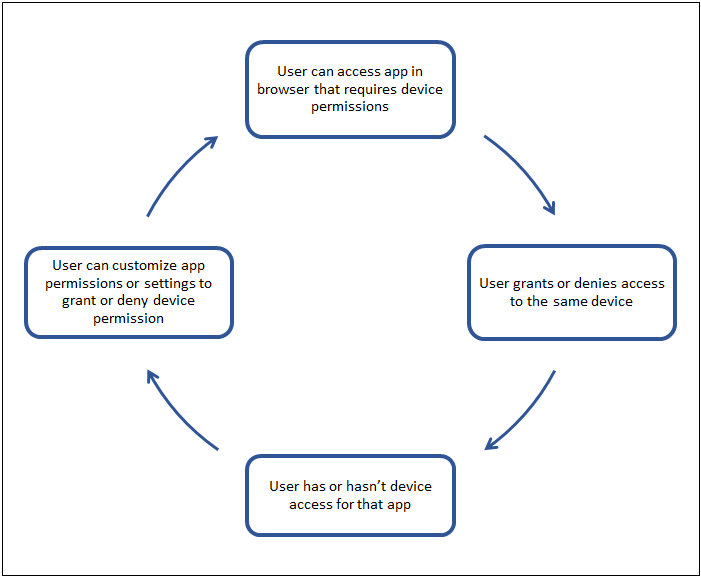 User can access app in
browser that requires device
permissions
User grants or denies access
to the same device
User has or hasn’t device
access for that app
User can customize app
permissions or settings to
grant or deny device
permission